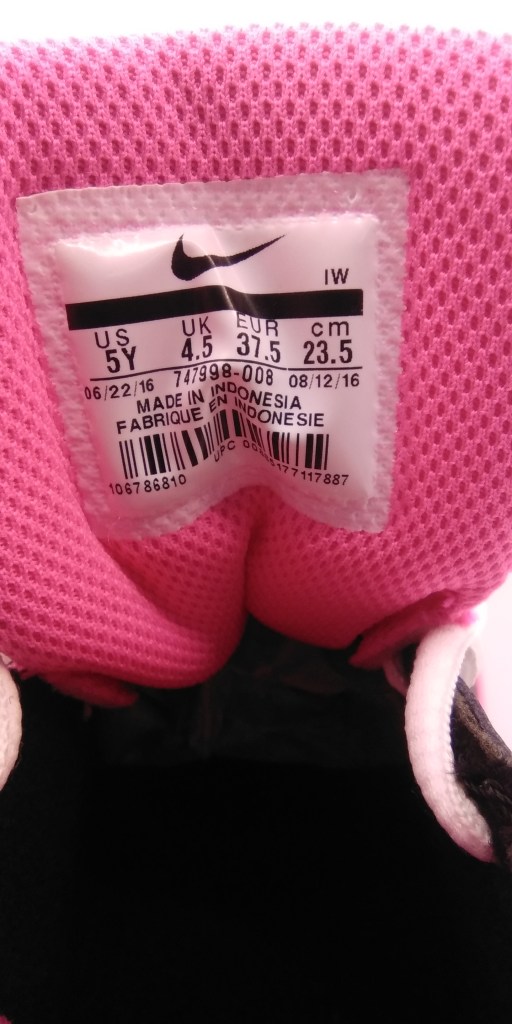 IW
US UK EUR cm
5Y 4.5 37.5 23.5
06/22/16 747998-008 08/12/16
MADE IN INDONESIA
FABRIQUE EN INDONESIE
UPC
106786810